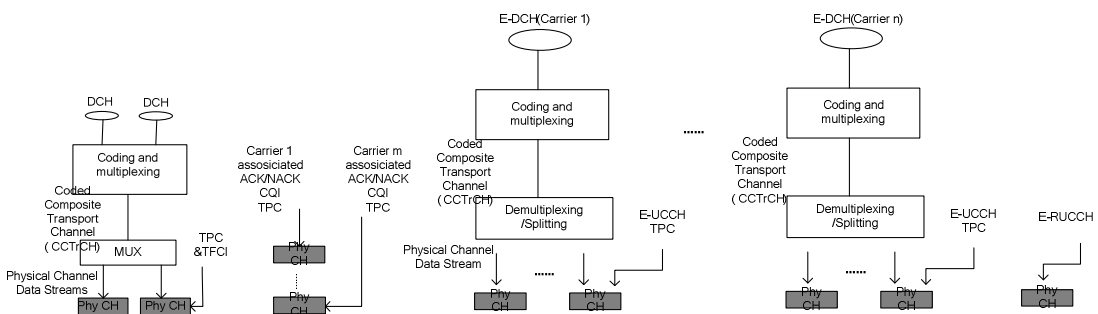 E-DCH(Carrier 1)
E-DCH(Carrier n)
DCH
DCH
Coding and
multiplexing
Coded
Composite
Transport
Channel
( CCTrCH)
MUX
TPC
&TFCI
Physical Channel
Data Streams
Phy CH
Phy CH
Carrier 1
assosiciated
ACK/NACK
CQI
TPC
Phy
CH
Carrier m
assosiciated
ACK/NACK
CQI
TPC
Phy
CH
Coding and
multiplexing
Coded
Composite
Transport
Channel
( CCTrCH)
Demultiplexing
/Splitting
E-UCCH
TPC
Physical Channel
Data Stream
......
Phy
CH
Phy
CH
......
Coding and
multiplexing
Coded
Composite
Transport
Channel
( CCTrCH)
Demultiplexing
/Splitting
E-UCCH
TPC
......
Phy
CH
Phy
CH
E-RUCCH
Phy
CH